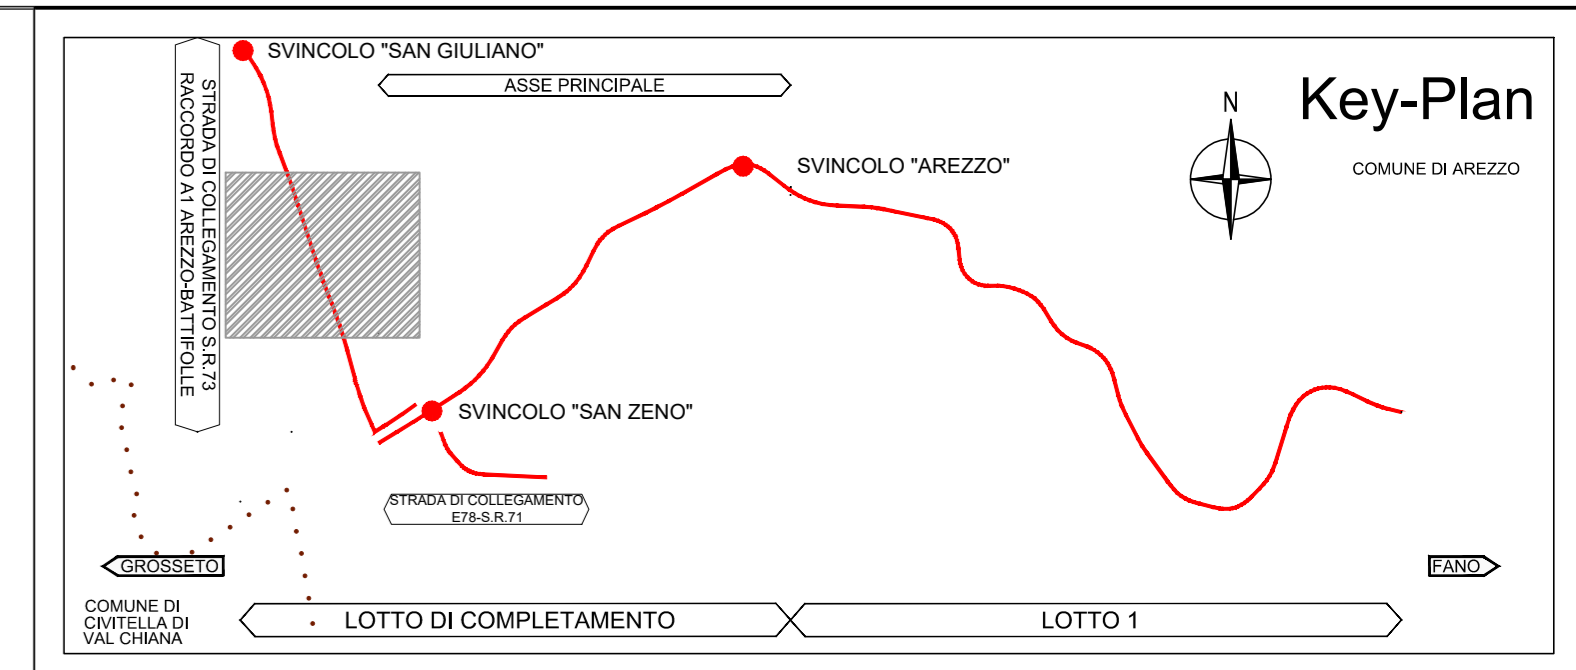 SVINCOLO "SAN GIULIANO"
ASSE PRINCIPALE
Key-Plan
N
COMUNE DI AREZZO
STRADA DI COLLEGAMENTO S.R.73
RACCORDO A1 AREZZO-BATTIFOLLE
SVINCOLO "AREZZO"
SVINCOLO "SAN ZENO"
STRADA DI COLLEGAMENTO
E78-S.R.71
GROSSETO
FANO
COMUNE DI
CIVITELLA DI
VAL CHIANA
LOTTO DI COMPLETAMENTO
LOTTO 1